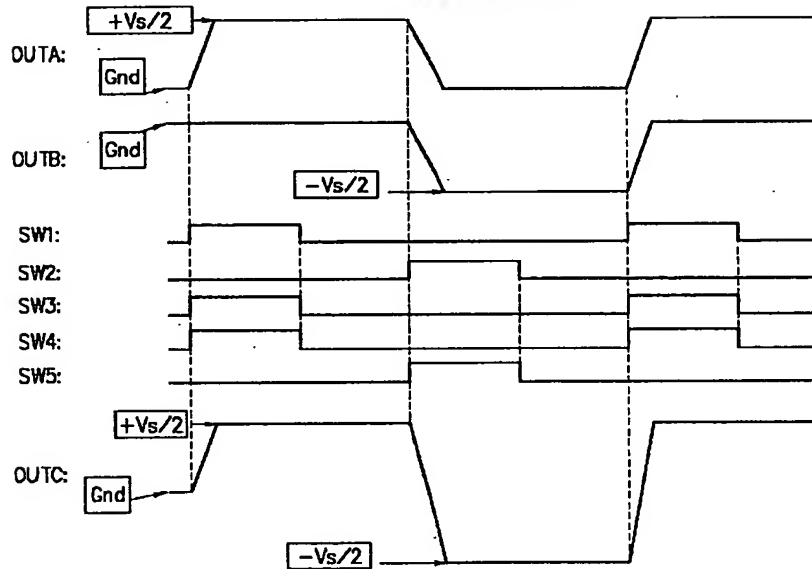 +Vs/2
OUTA:
Gnd
Gnd
OUTB:
-Vs/2
SW1:
SW2:
SW3:
SW4:
SW5:
+Vs/2
OUTC:
Gnd
-Vs/2